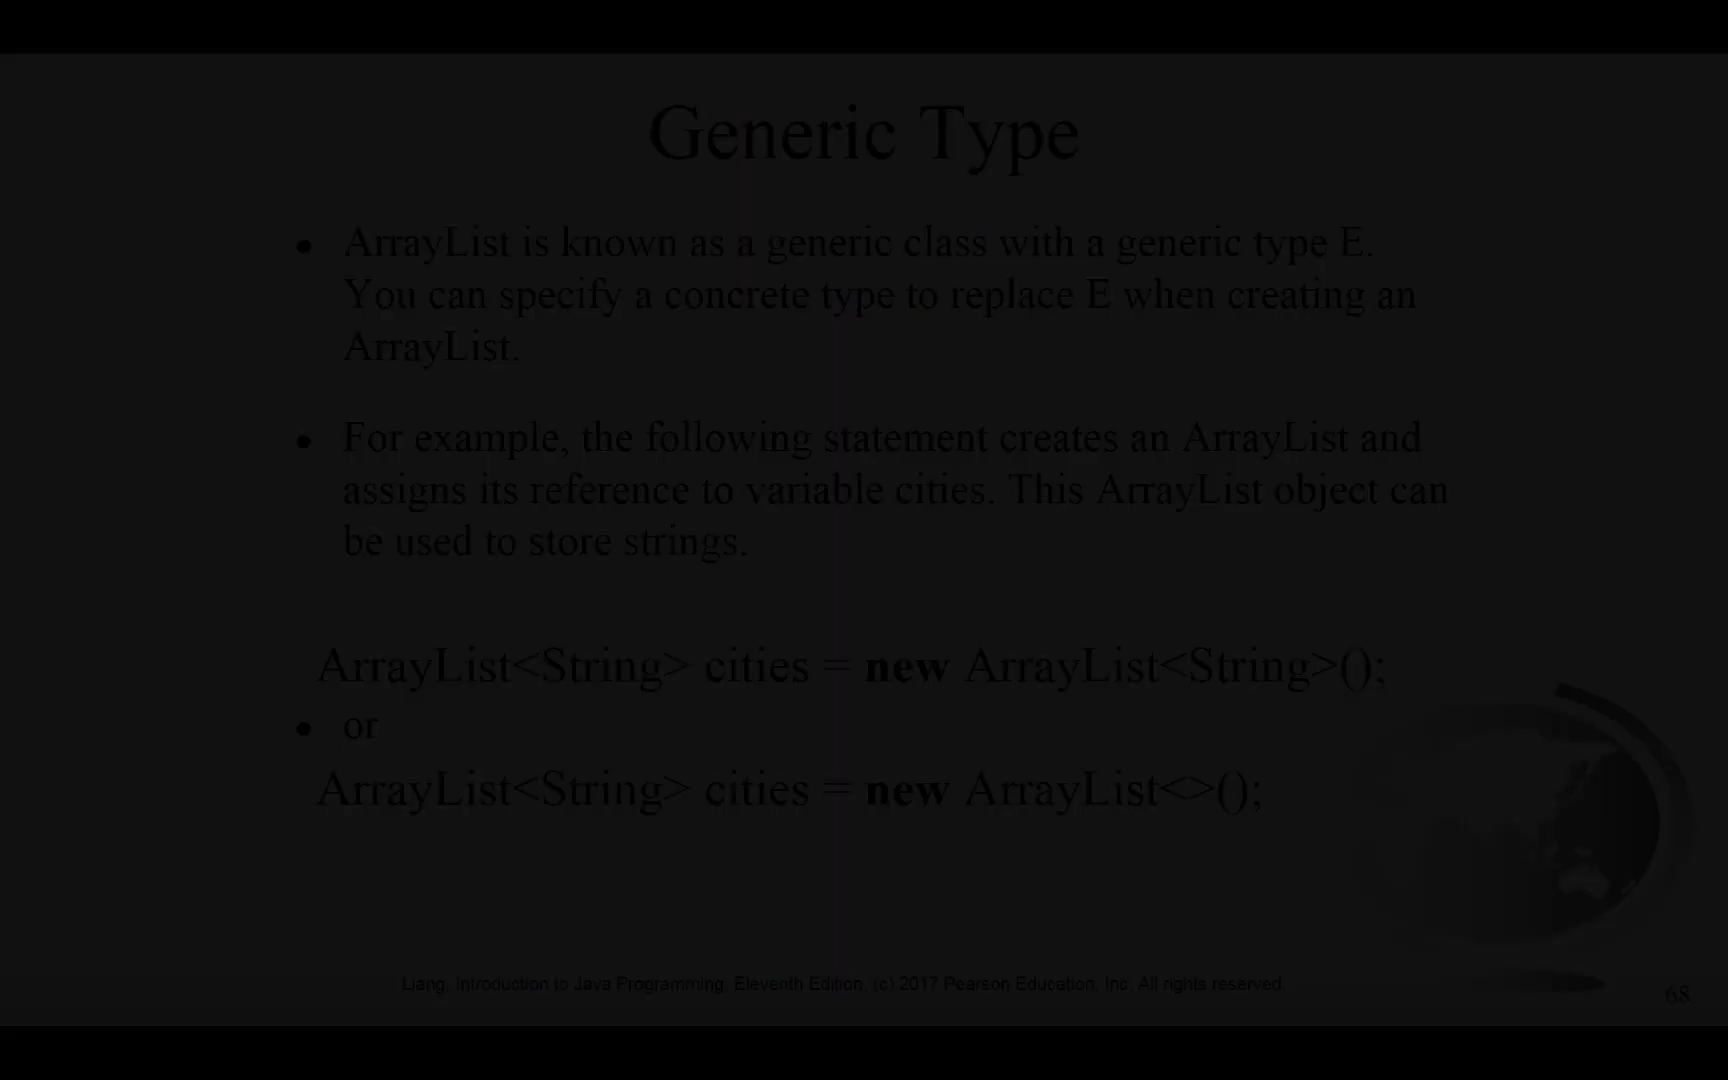 Generic Type
• ArrayList is known as a generic class with a generic type E.
You can specify a concrete type to replace E when creating an
ArrayList.
• For example, the following statement creates an ArrayList and
assigns its reference to variable cities. This ArrayList object can
be used to store strings.
ArrayList<String> cities = new ArrayList<String>();
• or
ArrayList<String> cities = new ArrayList<>();
Liang, Introduction to Java Programming, Eleventh Edition, (c) 2017 Pearson Education, Inc. All rights reserved.
68